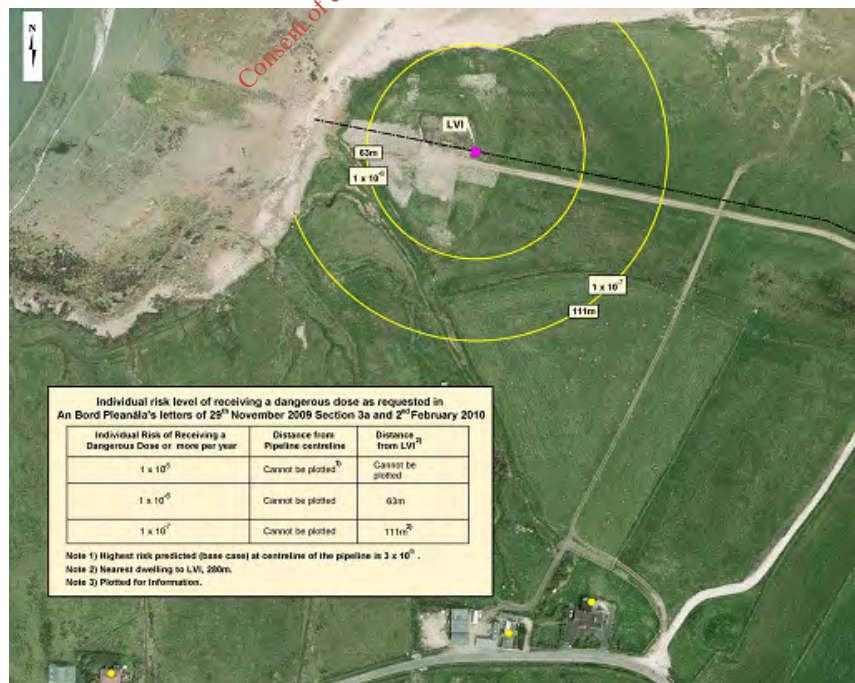 N
Consent of
LVI
63m
1 x 10⁻⁶
1 x 10⁻⁷
111m
Individual risk level of receiving a dangerous dose as requested in
An Bord Pleanála's letters of 29th November 2009 Section 3a and 2nd February 2010
Individual Risk of Receiving a Dangerous Dose or more per year
Distance from Pipeline centreline
Distance from LVI 2)
1 x 10⁻⁵
Cannot be plotted 1)
Cannot be plotted
1 x 10⁻⁶
Cannot be plotted
63m
1 x 10⁻⁷
Cannot be plotted
111m 2)
Note 1) Highest risk predicted (base case) at centreline of the pipeline is 3 x 10⁻⁹ .
Note 2) Nearest dwelling to LVI, 280m.
Note 3) Plotted for Information.